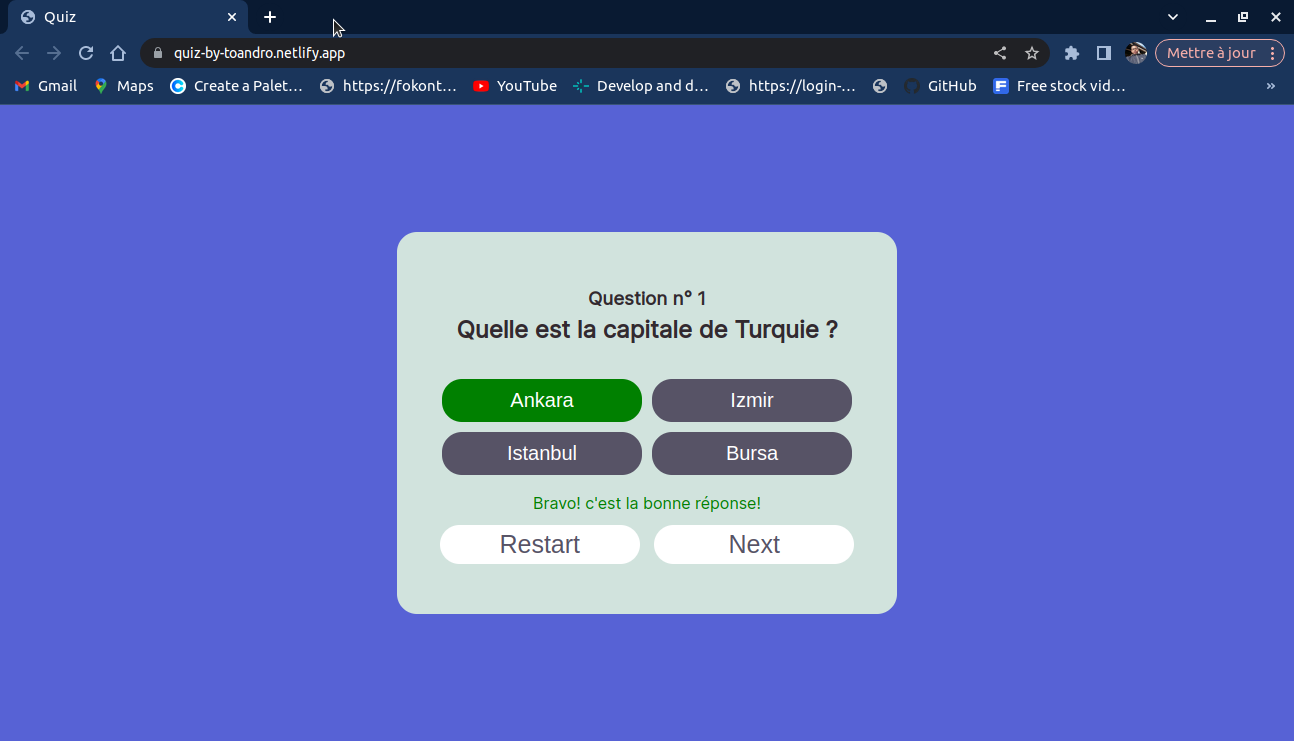 Quiz
quiz-by-toandro.netlify.app
Mettre à jour
Gmail Maps Create a Palet… https://fokont… YouTube Develop and d… https://login-… GitHub Free stock vid… »
Question n° 1
Quelle est la capitale de Turquie ?
Ankara Izmir
Istanbul Bursa
Bravo! c'est la bonne réponse!
Restart Next